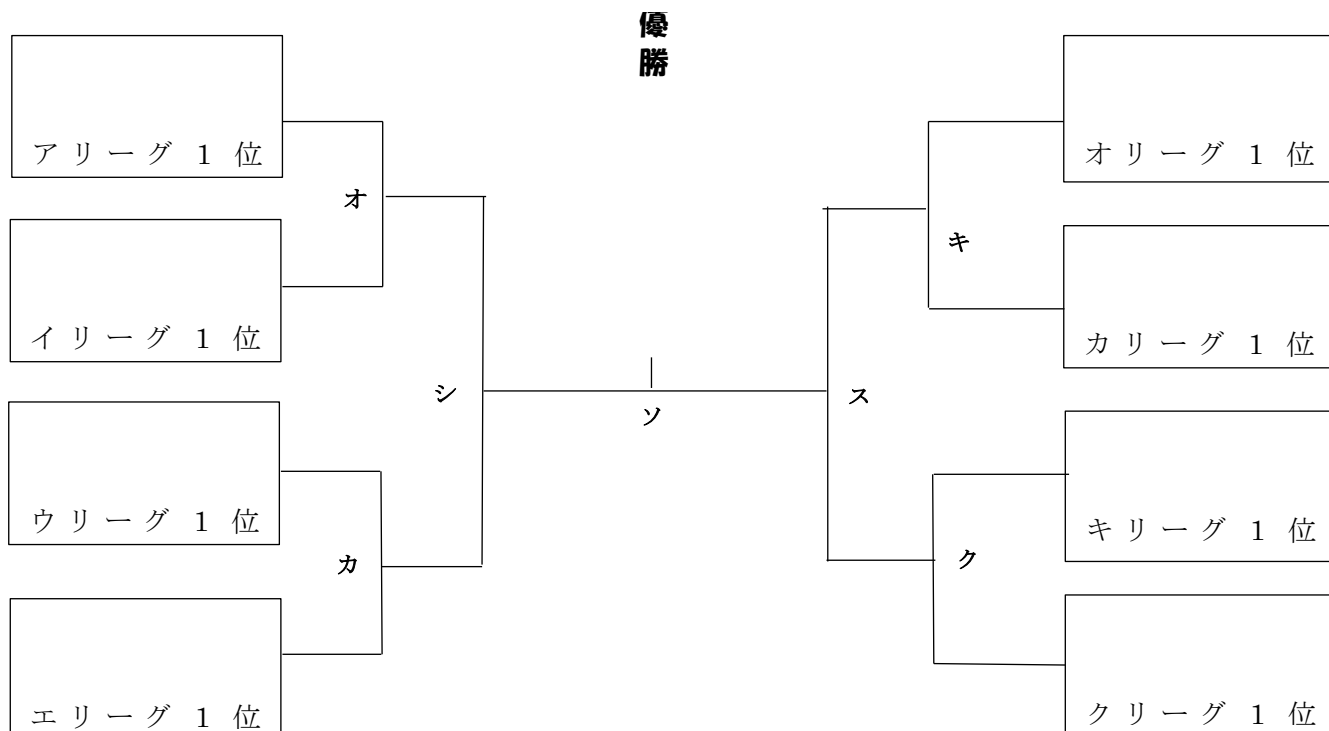 優
勝
アリーグ 1 位
オ
イリーグ 1 位
シ
ウリーグ 1 位
カ
エリーグ 1 位
ソ
オリーグ 1 位
キ
カリーグ 1 位
ス
キリーグ 1 位
ク
クリーグ 1 位